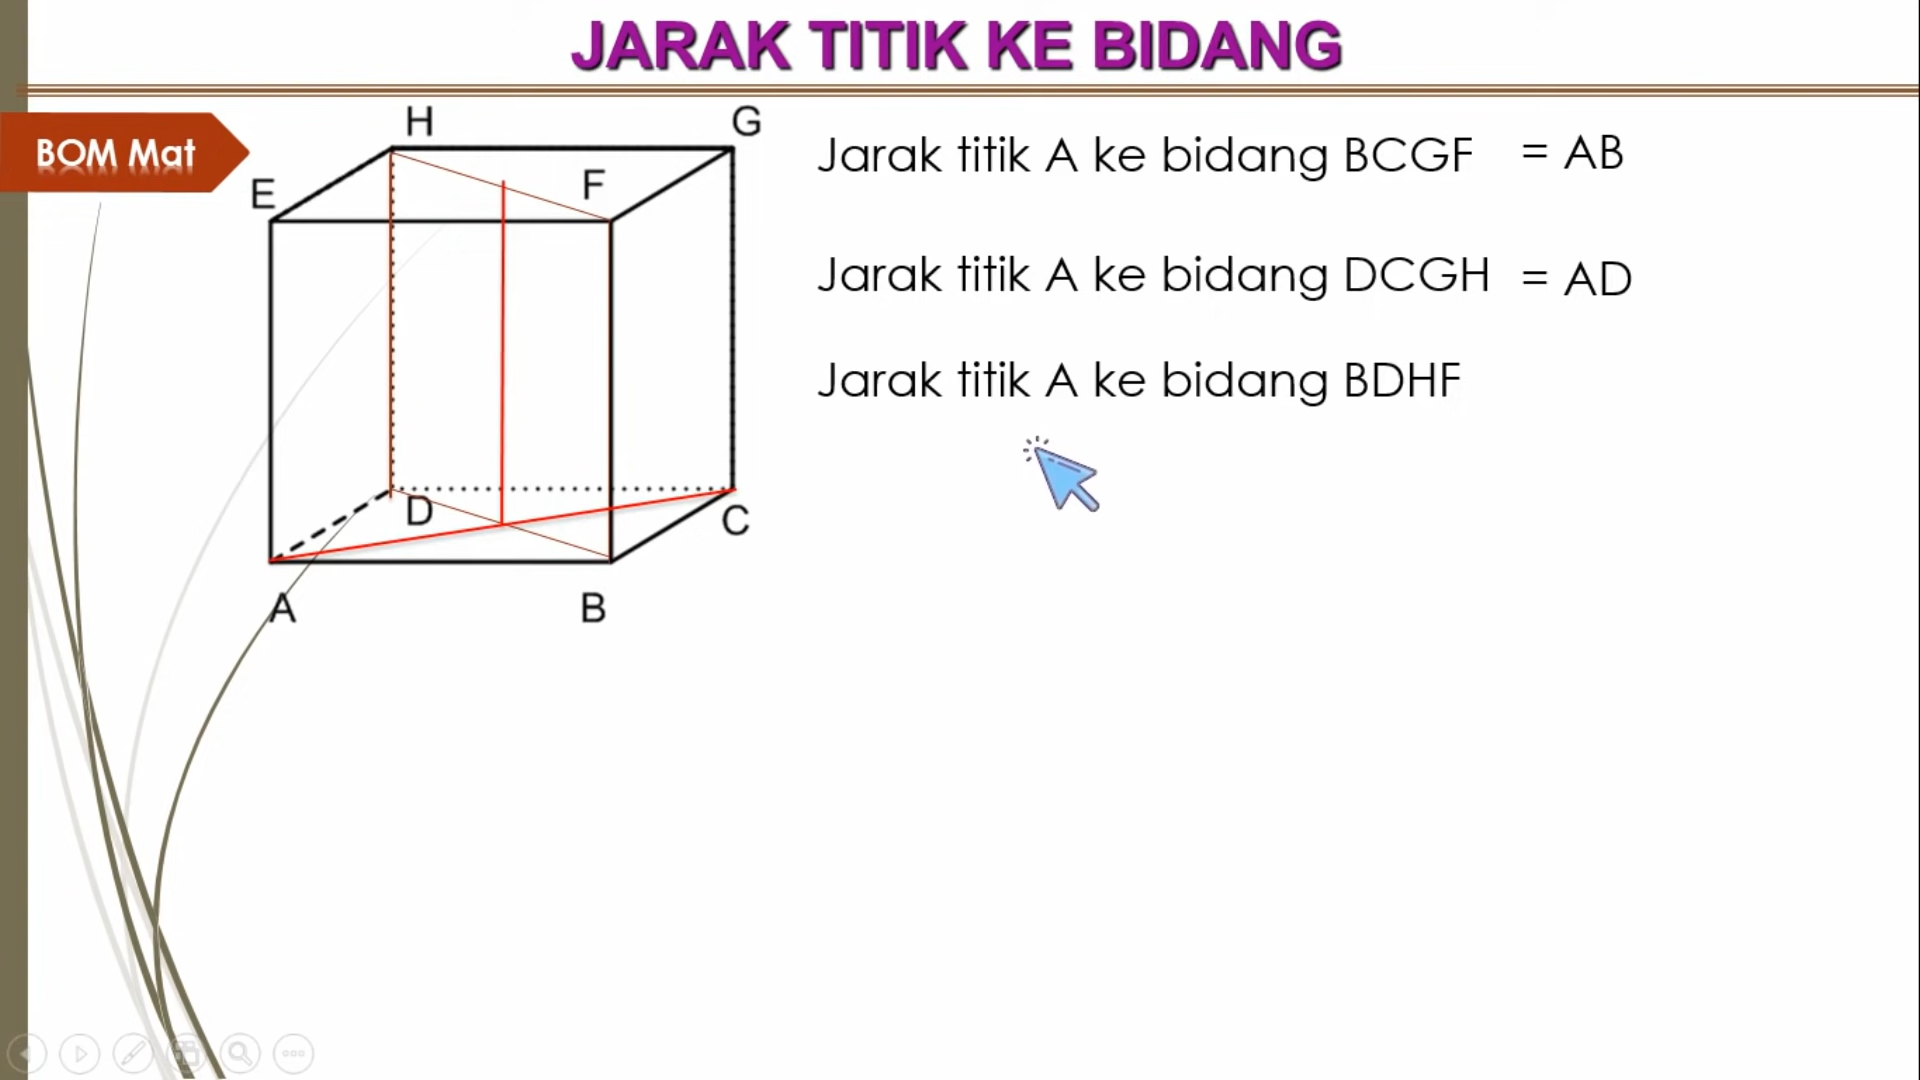 JARAK TITIK KE BIDANG
BOM Mat
H
G
E
F
D
C
A
B
Jarak titik A ke bidang BCGF = AB
Jarak titik A ke bidang DCGH = AD
Jarak titik A ke bidang BDHF